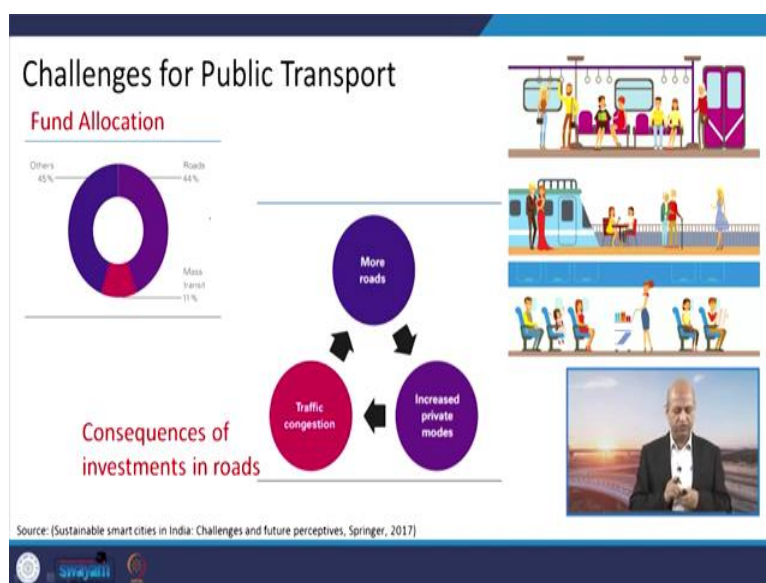 Challenges for Public Transport
Fund Allocation
Others
45%
Roads
44%
Mass
transit
11%
More
roads
Increased
private
modes
Traffic
congestion
Consequences of
investments in roads
Source: (Sustainable smart cities in India: Challenges and future perceptives, Springer, 2017)
swayam